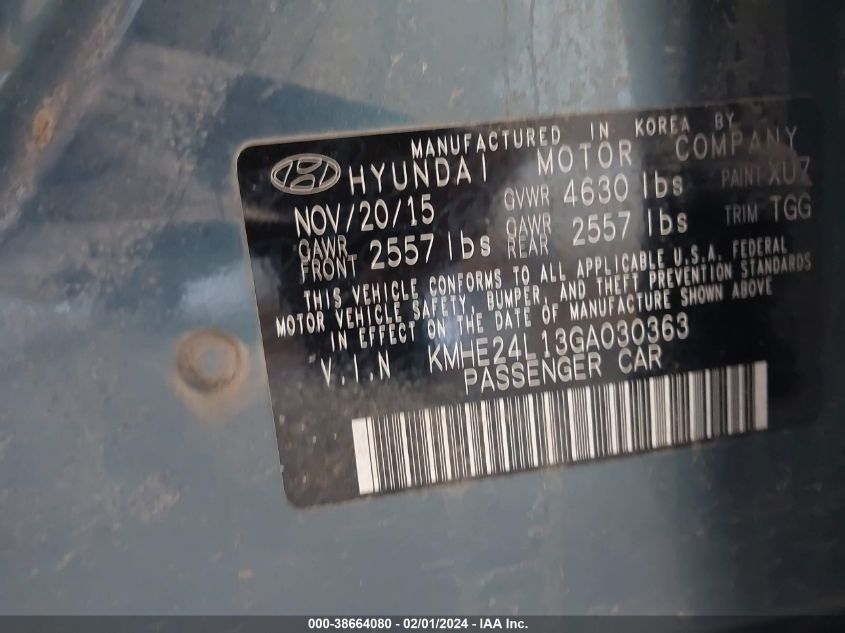 MANUFACTURED IN KOREA BY
HYUNDAI MOTOR COMPANY
NOV/20/15 GVWR 4630 lbs PAINT XU7
GAWR FRONT 2557 lbs GAWR REAR 2557 lbs TRIM TGG
THIS VEHICLE CONFORMS TO ALL APPLICABLE U.S.A. FEDERAL
MOTOR VEHICLE SAFETY, BUMPER, AND THEFT PREVENTION STANDARDS
IN EFFECT ON THE DATE OF MANUFACTURE SHOWN ABOVE
V.I.N KMHE24L13GA030363
PASSENGER CAR
000-38664080 - 02/01/2024 - IAA Inc.